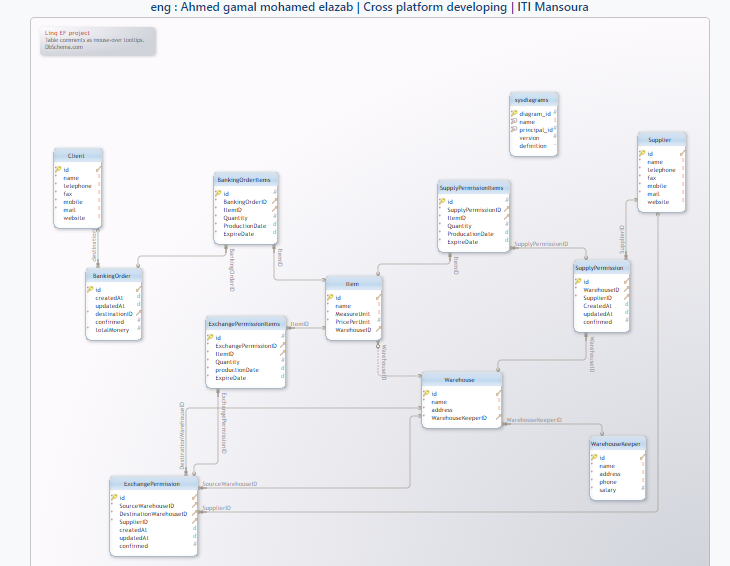 eng : Ahmed gamal mohamed elazab | Cross platform developing | ITI Mansoura
Linq EF project
Table comments as mouse-over tooltips.
DbSchema.com
sysdiagrams
diagram_id
name
principal_id
version
definition
Supplier
id
name
telephone
fax
mobile
mail
website
Client
id
name
telephone
fax
mobile
mail
website
BankingOrderItems
id
BankingOrderID
ItemID
Quantity
ProductionDate
ExpireDate
SupplyPermissionItems
id
SupplyPermissionID
ItemID
Quantity
ProducationDate
ExpireDate
destinationID
BankingOrderID
ItemID
ItemID
SupplyPermissionID
SupplierID
BankingOrder
id
createdAt
updatedAt
destinationID
confirmed
totalMonery
Item
id
name
MeasureUnit
PricePerUnit
WarehouseID
SupplyPermission
id
WarehouseID
SupplierID
CreatedAt
updatedAt
confirmed
ExchangePermissionItems
id
ExchangePermissionID
ItemID
Quantity
productionDate
ExpireDate
ItemID
WarehouseID
WarehouseID
Warehouse
id
name
address
WarehouseKeeperID
WarehouseKeeperID
WarehouseKeeper
id
name
address
phone
salary
DestinationWarehouseID
ExchangePermissionID
SourceWarehouseID
SupplierID
ExchangePermission
id
SourceWarehouseID
DestinationWarehouseID
SupplierID
createdAt
updatedAt
confirmed